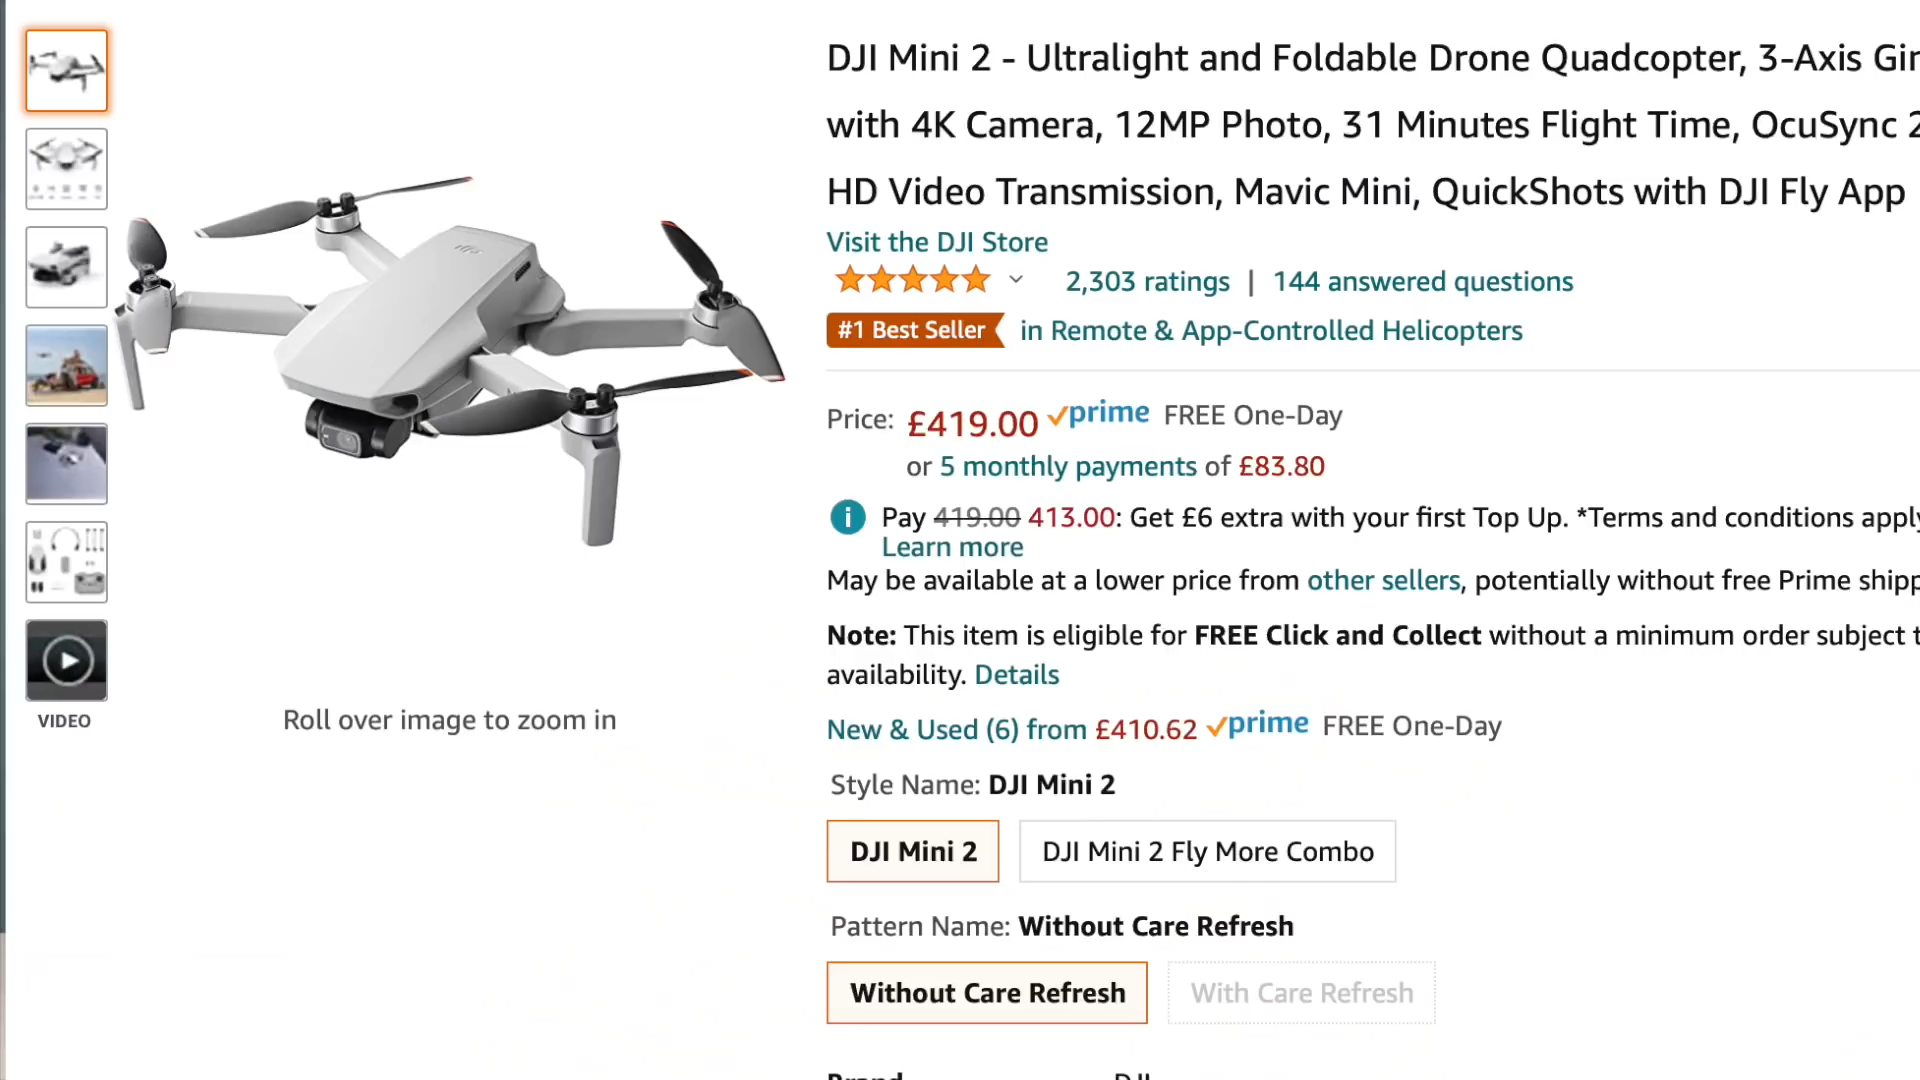 DJI Mini 2 - Ultralight and Foldable Drone Quadcopter, 3-Axis
with 4K Camera, 12MP Photo, 31 Minutes Flight Time, OcuSync
HD Video Transmission, Mavic Mini, QuickShots with DJI Fly App
Visit the DJI Store
2,303 ratings | 144 answered questions
#1 Best Seller in Remote & App-Controlled Helicopters
Price: £419.00 prime FREE One-Day
or 5 monthly payments of £83.80
i Pay 419.00 413.00: Get £6 extra with your first Top Up. *Terms and conditions apply
Learn more
May be available at a lower price from other sellers, potentially without free Prime
Note: This item is eligible for FREE Click and Collect without a minimum order subject
availability. Details
New & Used (6) from £410.62 prime FREE One-Day
Style Name: DJI Mini 2
DJI Mini 2 DJI Mini 2 Fly More Combo
Pattern Name: Without Care Refresh
Without Care Refresh With Care Refresh
VIDEO
Roll over image to zoom in